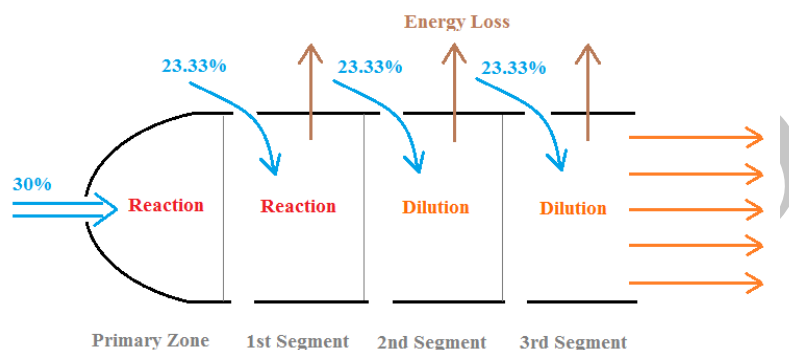 Energy Loss
23.33%
23.33%
23.33%
30%
Reaction
Reaction
Dilution
Dilution
Primary Zone
1st Segment
2nd Segment
3rd Segment